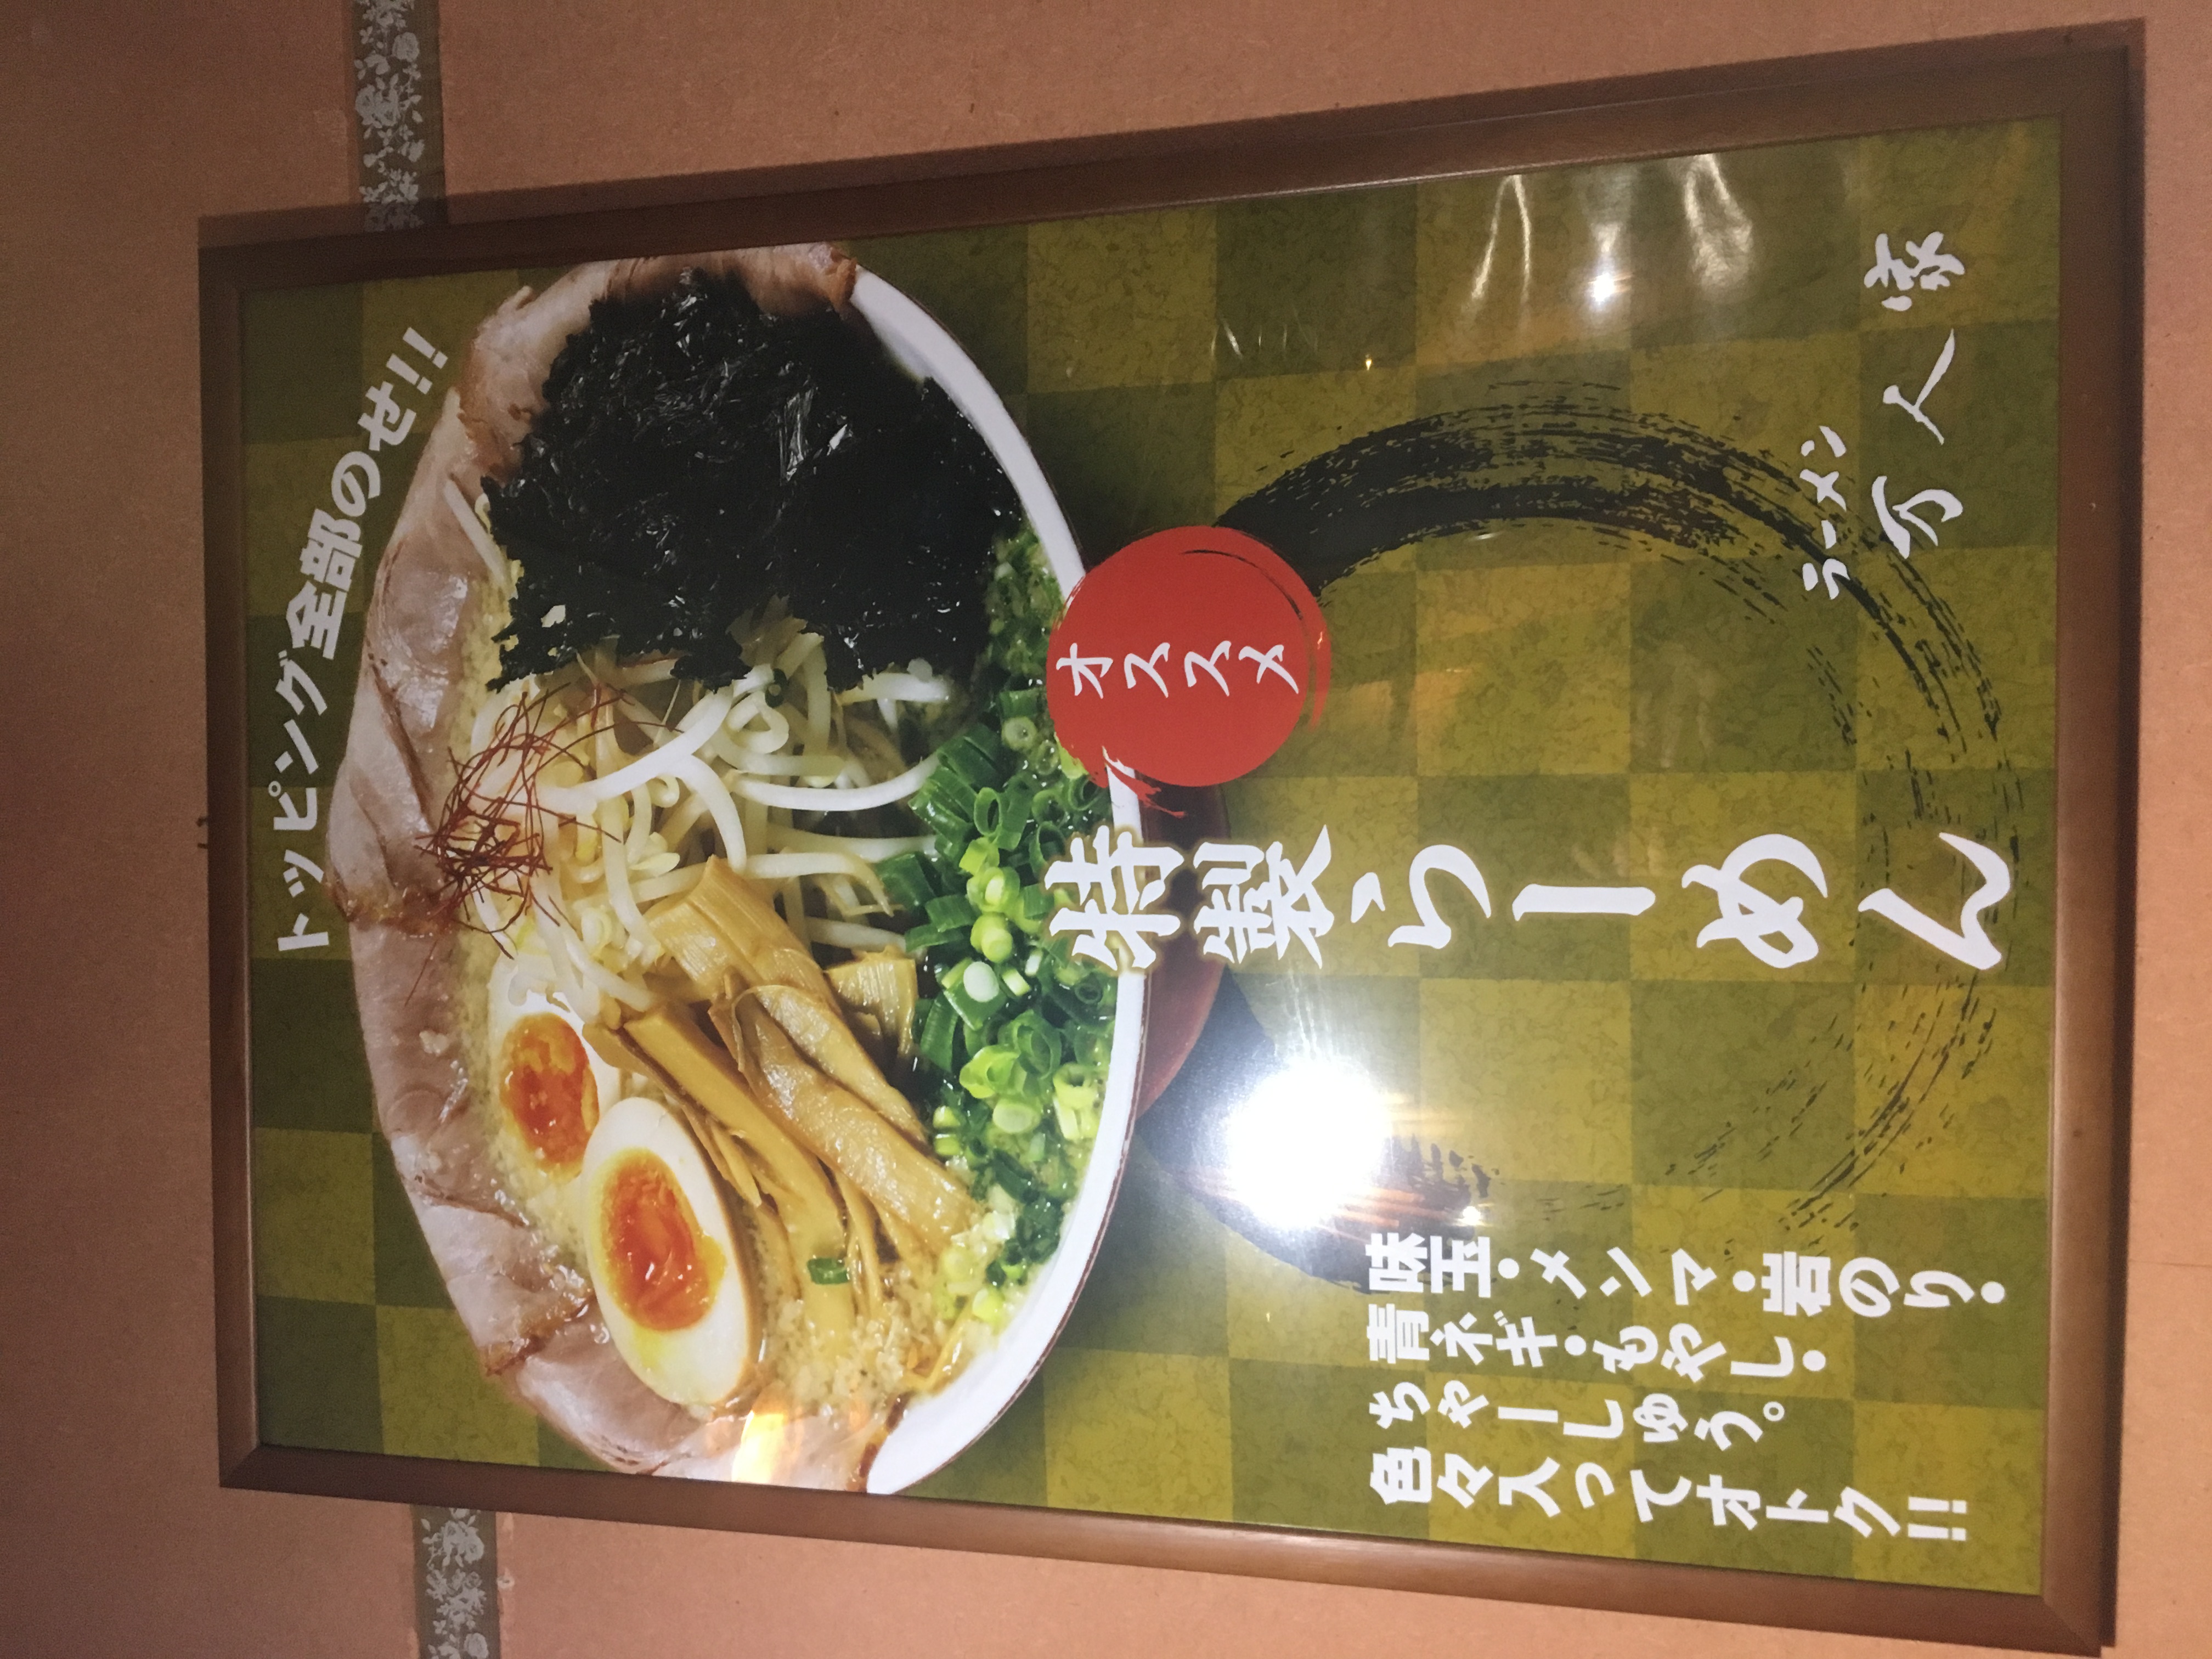 トッピング全部のせ!!
オススメ
特製らーめん
味玉・メンマ・岩のり・
青ネギ・もやし・
ちゃーしゅう。
色々入ってオトク!!
ラーメン
万人家